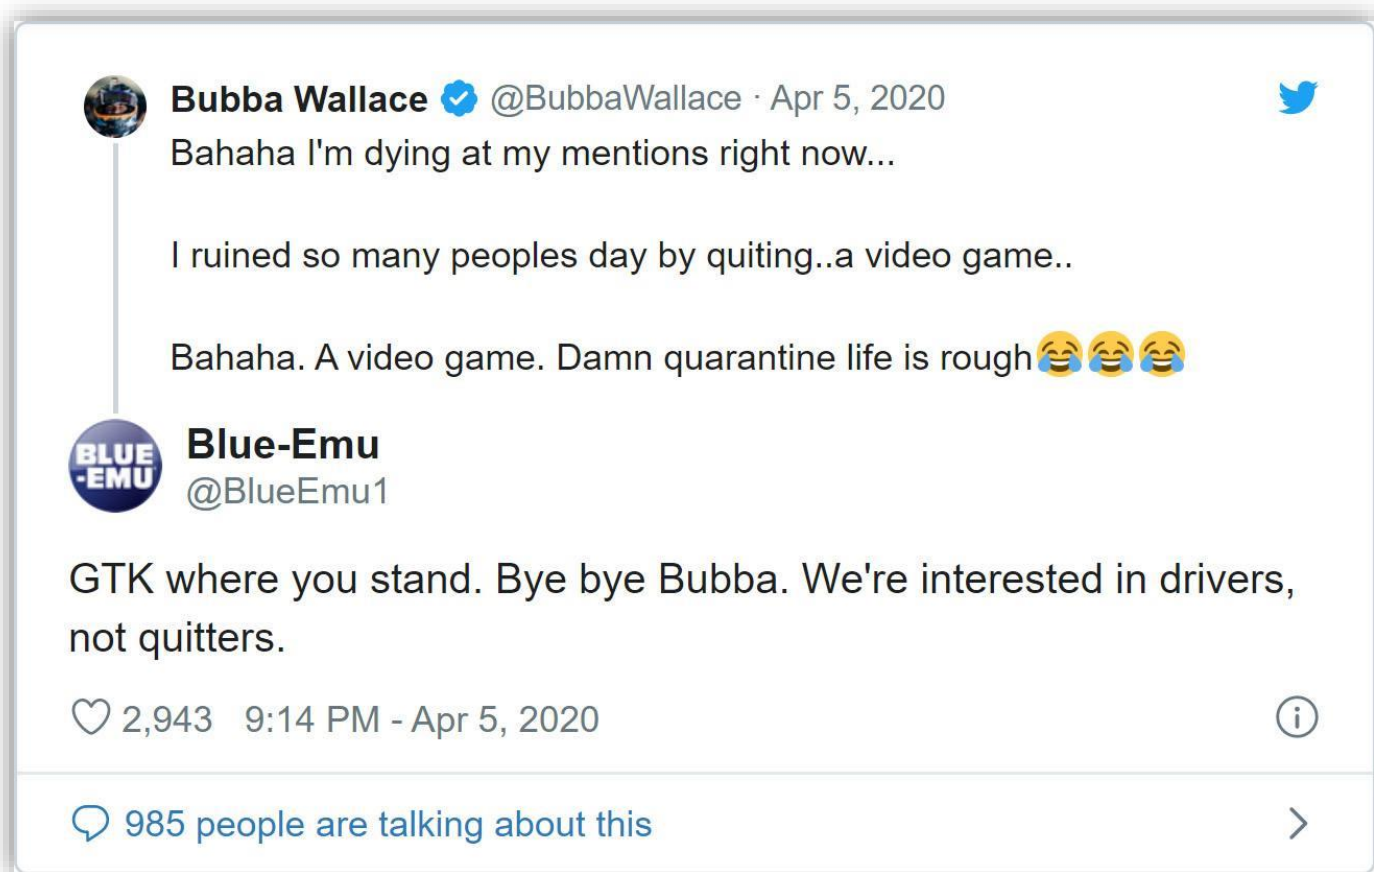 Bubba Wallace @BubbaWallace · Apr 5, 2020
Bahaha I'm dying at my mentions right now...
I ruined so many peoples day by quiting..a video game..
Bahaha. A video game. Damn quarantine life is rough😂😂😂
BLUE
-EMU
Blue-Emu
@BlueEmu1
GTK where you stand. Bye bye Bubba. We're interested in drivers,
not quitters.
2,943 9:14 PM - Apr 5, 2020
985 people are talking about this